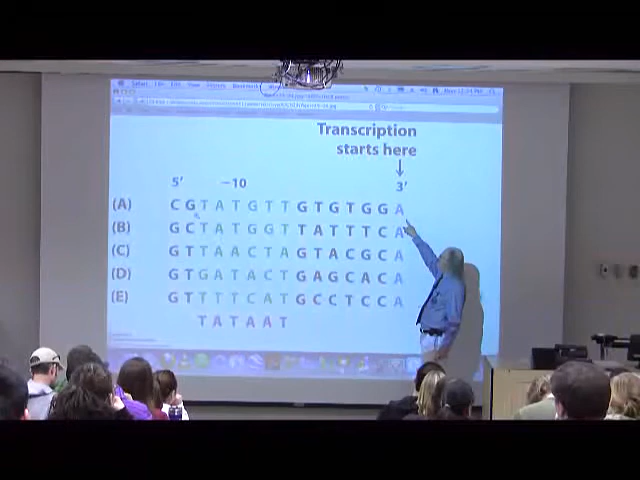 Transcription
starts here
5' −10 3'
(A) C G T A T G T T G T G T G G A
(B) G C T A T G G T T A T T T C A
(C) G T T A A C T A G T A C G C A
(D) G T G A T A C T G A G C A C A
(E) G T T T T C A T G C C T C C A
T A T A A T